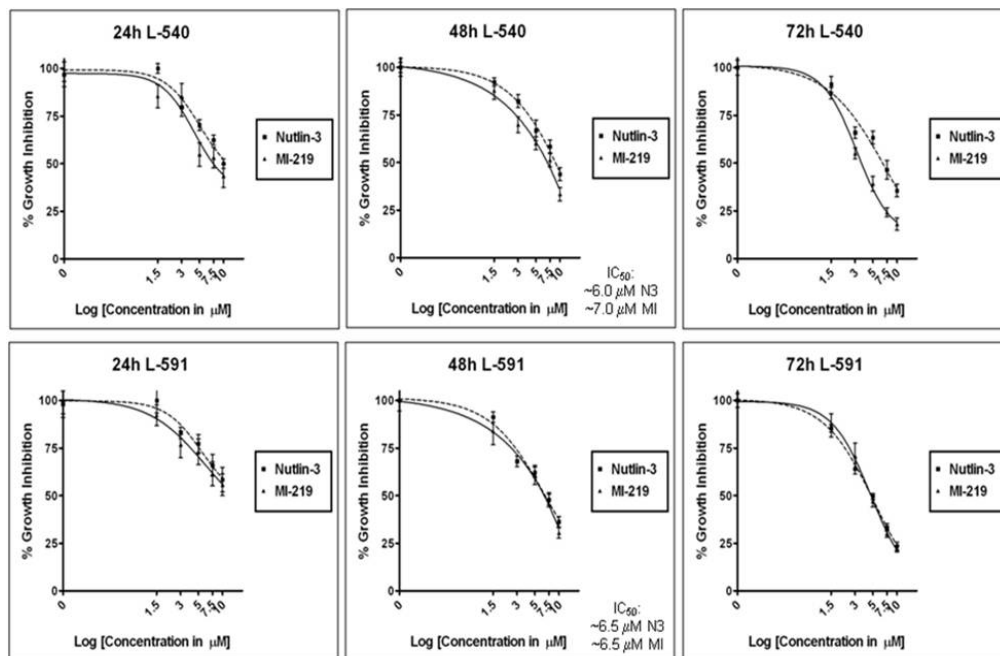 24h L-540
% Growth Inhibition
100
75
50
25
0
0
1.5
3
5
7.5
10
Log [Concentration in μM]
Nutlin-3
MI-219
48h L-540
% Growth Inhibition
100
75
50
25
0
0
1.5
3
5
7.5
10
Log [Concentration in μM]
Nutlin-3
MI-219
IC50:
~6.0 μM N3
~7.0 μM MI
72h L-540
% Growth Inhibition
100
75
50
25
0
0
1.5
3
5
7.5
10
Log [Concentration in μM]
Nutlin-3
MI-219
24h L-591
% Growth Inhibition
100
75
50
25
0
0
1.5
3
5
7.5
10
Log [Concentration in μM]
Nutlin-3
MI-219
48h L-591
% Growth Inhibition
100
75
50
25
0
0
1.5
3
5
7.5
10
Log [Concentration in μM]
Nutlin-3
MI-219
IC50:
~6.5 μM N3
~6.5 μM MI
72h L-591
% Growth Inhibition
100
75
50
25
0
0
1.5
3
5
7.5
10
Log [Concentration in μM]
Nutlin-3
MI-219